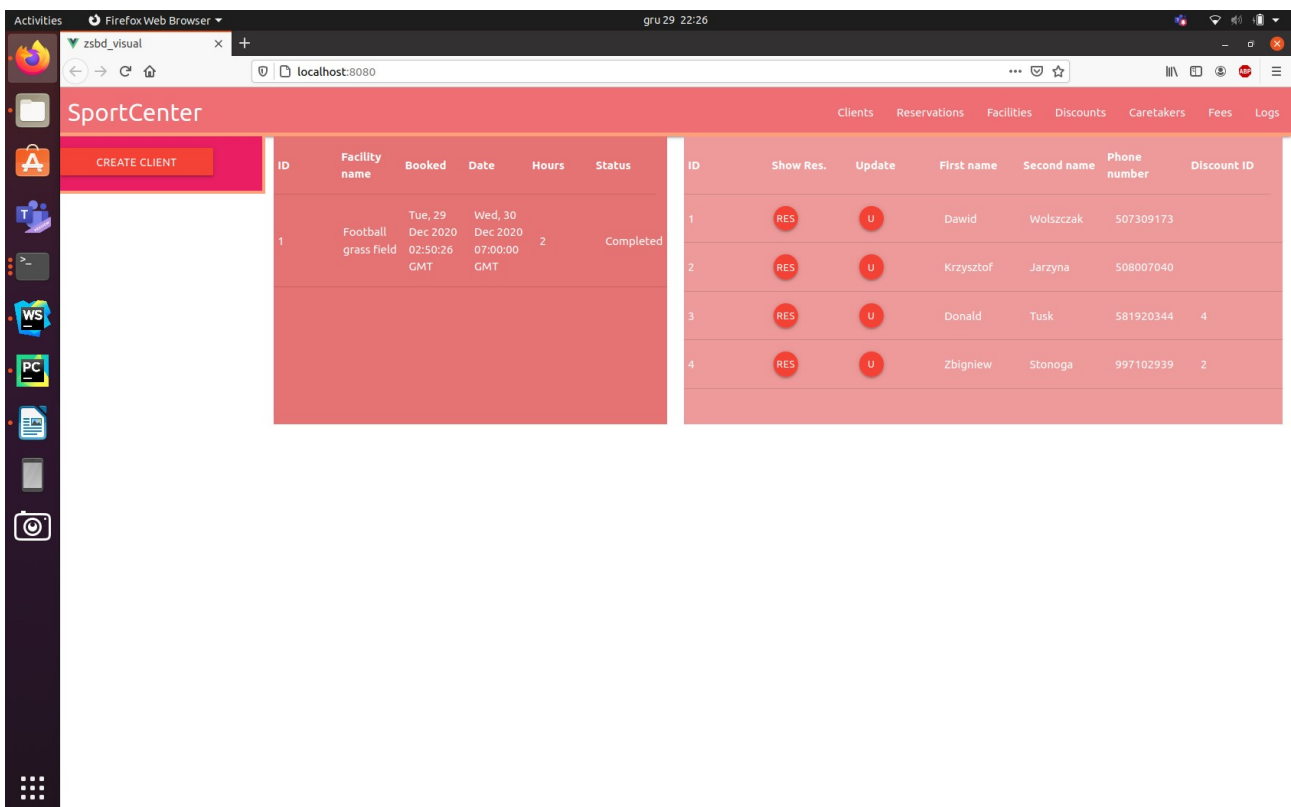 Activities Firefox Web Browser gru 29 22:26
zsbd_visual
localhost:8080
SportCenter Clients Reservations Facilities Discounts Caretakers Fees Logs
CREATE CLIENT
ID Facility name Booked Date Hours Status
1 Football grass field Tue, 29 Dec 2020 02:50:26 GMT Wed, 30 Dec 2020 07:00:00 GMT 2 Completed
ID Show Res. Update First name Second name Phone number Discount ID
1 RES U Dawid Wolszczak 507309173
2 RES U Krzysztof Jarzyna 508007040
3 RES U Donald Tusk 581920344 4
4 RES U Zbigniew Stonoga 997102939 2
ABP
T
>_
WS
PC